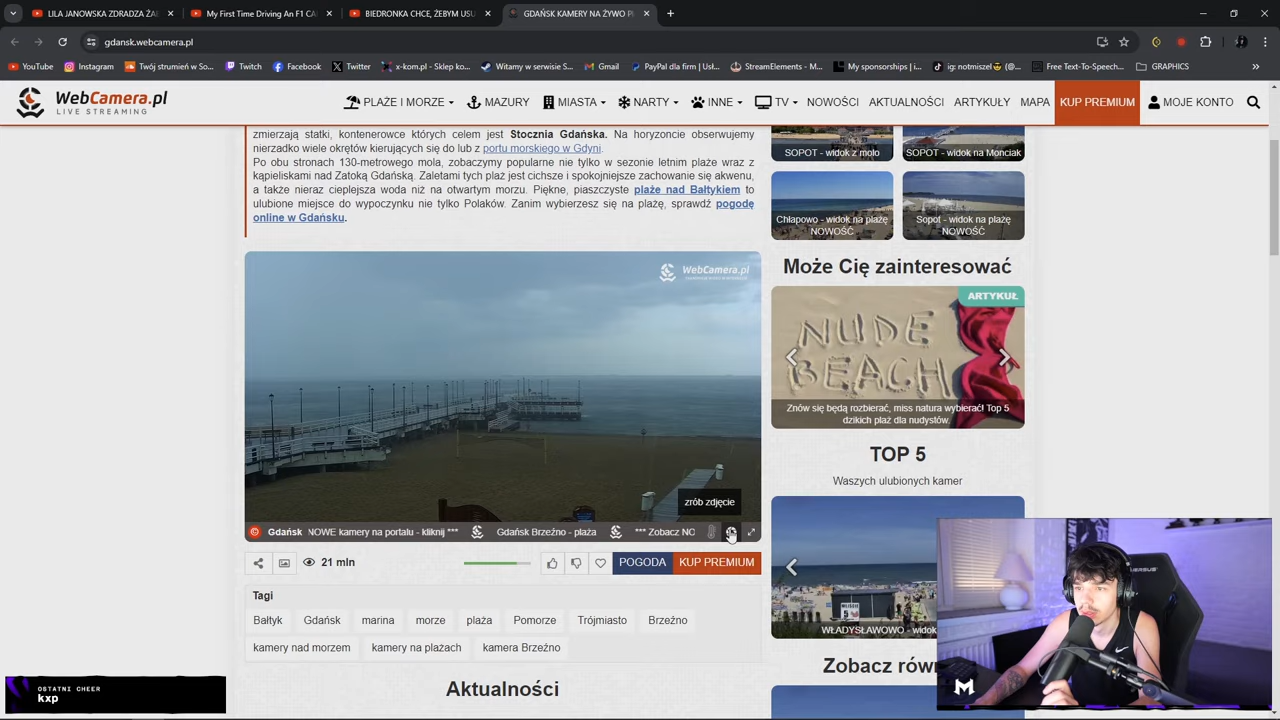 LILA JANOWSKA ZDRADZA ŻA
My First Time Driving An F1 CA
BIEDRONKA CHCE, ŻEBYM USU
GDAŃSK KAMERY NA ŻYWO P
gdansk.webcamera.pl
YouTube
Instagram
Twój strumień w So...
Twitch
Facebook
Twitter
x-kom.pl - Sklep ko...
Witamy w serwisie S...
Gmail
PayPal dla firm | Usł...
StreamElements - M...
My sponsorships | i...
ig: notmiszel
Free Text-To-Speech...
GRAPHICS
WebCamera.pl
LIVE STREAMING
PLAŻE I MORZE
MAZURY
MIASTA
NARTY
INNE
TV
NOWOŚCI
AKTUALNOŚCI
ARTYKUŁY
MAPA
KUP PREMIUM
MOJE KONTO
zmierzają statki, kontenerowce których celem jest Stocznia Gdańska. Na horyzoncie obserwujemy
nierzadko wiele okrętów kierujących się do lub z portu morskiego w Gdyni.
Po obu stronach 130-metrowego mola, zobaczymy popularne nie tylko w sezonie letnim plaże wraz z
kąpieliskami nad Zatoką Gdańską. Zaletami tych plaż jest cichsze i spokojniejsze zachowanie się akwenu,
a także nieraz cieplejsza woda niż na otwartym morzu. Piękne, piaszczyste plaże nad Bałtykiem to
ulubione miejsce do wypoczynku nie tylko Polaków. Zanim wybierzesz się na plażę, sprawdź pogodę
online w Gdańsku.
SOPOT - widok z molo
SOPOT - widok na Monciak
Chłapowo - widok na plażę
NOWOŚĆ
Sopot - widok na plażę
NOWOŚĆ
WebCamera.pl
Może Cię zainteresować
ARTYKUŁ
NUDE
BEACH
Znów się będą rozbierać, miss natura wybierać! Top 5
dzikich plaż dla nudystów.
TOP 5
Waszych ulubionych kamer
zrób zdjęcie
Gdańsk
NOWE kamery na portalu - kliknij ***
Gdańsk Brzeźno - plaża
*** Zobacz NO
21 mln
POGODA
KUP PREMIUM
Tagi
Bałtyk
Gdańsk
marina
morze
plaża
Pomorze
Trójmiasto
Brzeźno
kamery nad morzem
kamery na plażach
kamera Brzeźno
WŁADYSŁAWOWO - widok
Zobacz równ
Aktualności
OSTATNI CHEER
kxp
VERSUS
M